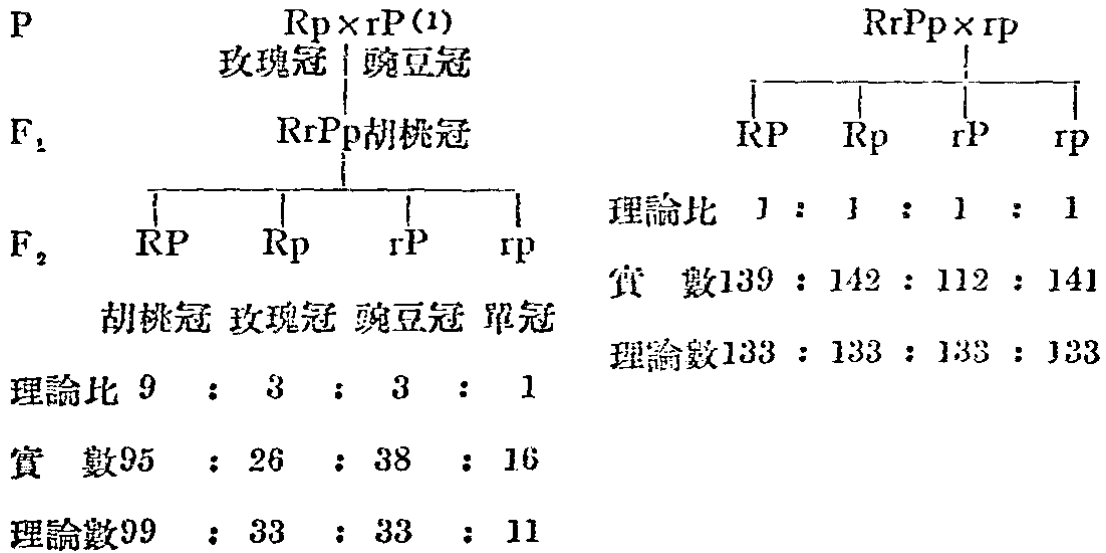 P Rp×rP(1)
玫瑰冠 豌豆冠
F₁ RrPp胡桃冠
F₂ RP Rp rP rp
胡桃冠 玫瑰冠 豌豆冠 單冠
理論比 9 : 3 : 3 : 1
實 數95 : 26 : 38 : 16
理論數99 : 33 : 33 : 11
RrPp×rp
RP Rp rP rp
理論比 1 : 1 : 1 : 1
實 數139 : 142 : 112 : 141
理論數133 : 133 : 133 : 133